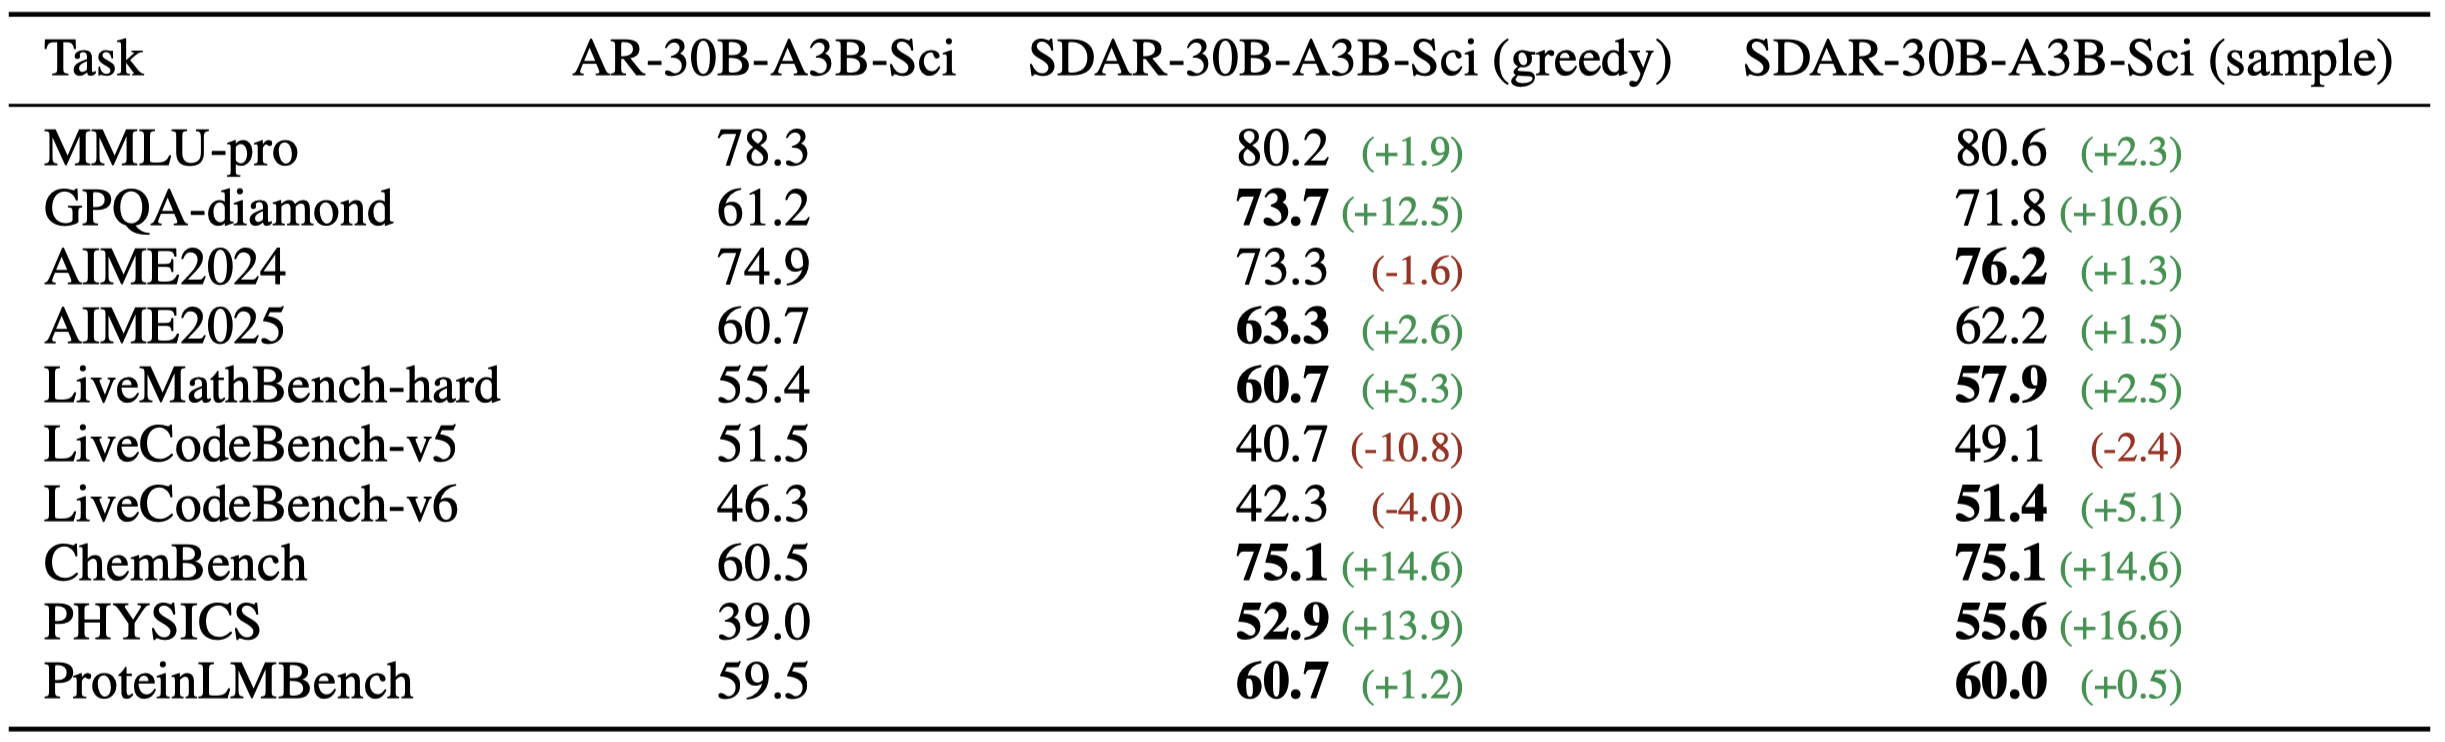 Task AR-30B-A3B-Sci SDAR-30B-A3B-Sci (greedy) SDAR-30B-A3B-Sci (sample)
MMLU-pro 78.3 80.2 (+1.9) 80.6 (+2.3)
GPQA-diamond 61.2 73.7 (+12.5) 71.8 (+10.6)
AIME2024 74.9 73.3 (-1.6) 76.2 (+1.3)
AIME2025 60.7 63.3 (+2.6) 62.2 (+1.5)
LiveMathBench-hard 55.4 60.7 (+5.3) 57.9 (+2.5)
LiveCodeBench-v5 51.5 40.7 (-10.8) 49.1 (-2.4)
LiveCodeBench-v6 46.3 42.3 (-4.0) 51.4 (+5.1)
ChemBench 60.5 75.1 (+14.6) 75.1 (+14.6)
PHYSICS 39.0 52.9 (+13.9) 55.6 (+16.6)
ProteinLMBench 59.5 60.7 (+1.2) 60.0 (+0.5)